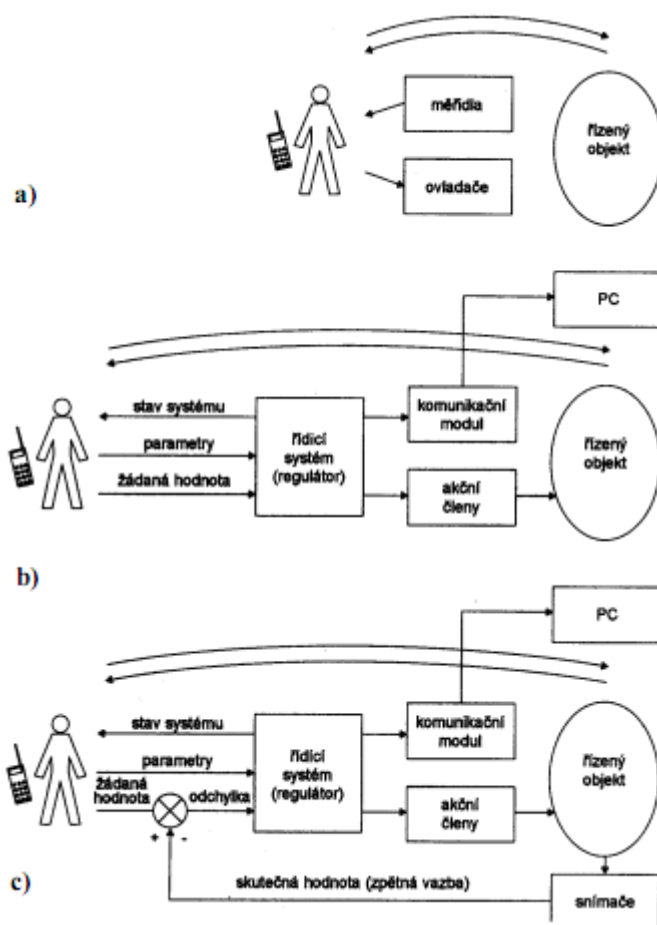 měřidla
řízený
objekt
ovladače
a)
PC
stav systému
parametry
žádaná hodnota
řídicí
systém
(regulátor)
komunikační
modul
akční
členy
řízený
objekt
b)
PC
stav systému
parametry
žádaná
hodnota
odchylka
+ -
řídící
systém
(regulátor)
komunikační
modul
akční
členy
řízený
objekt
skutečná hodnota (zpětná vazba)
snímače
c)